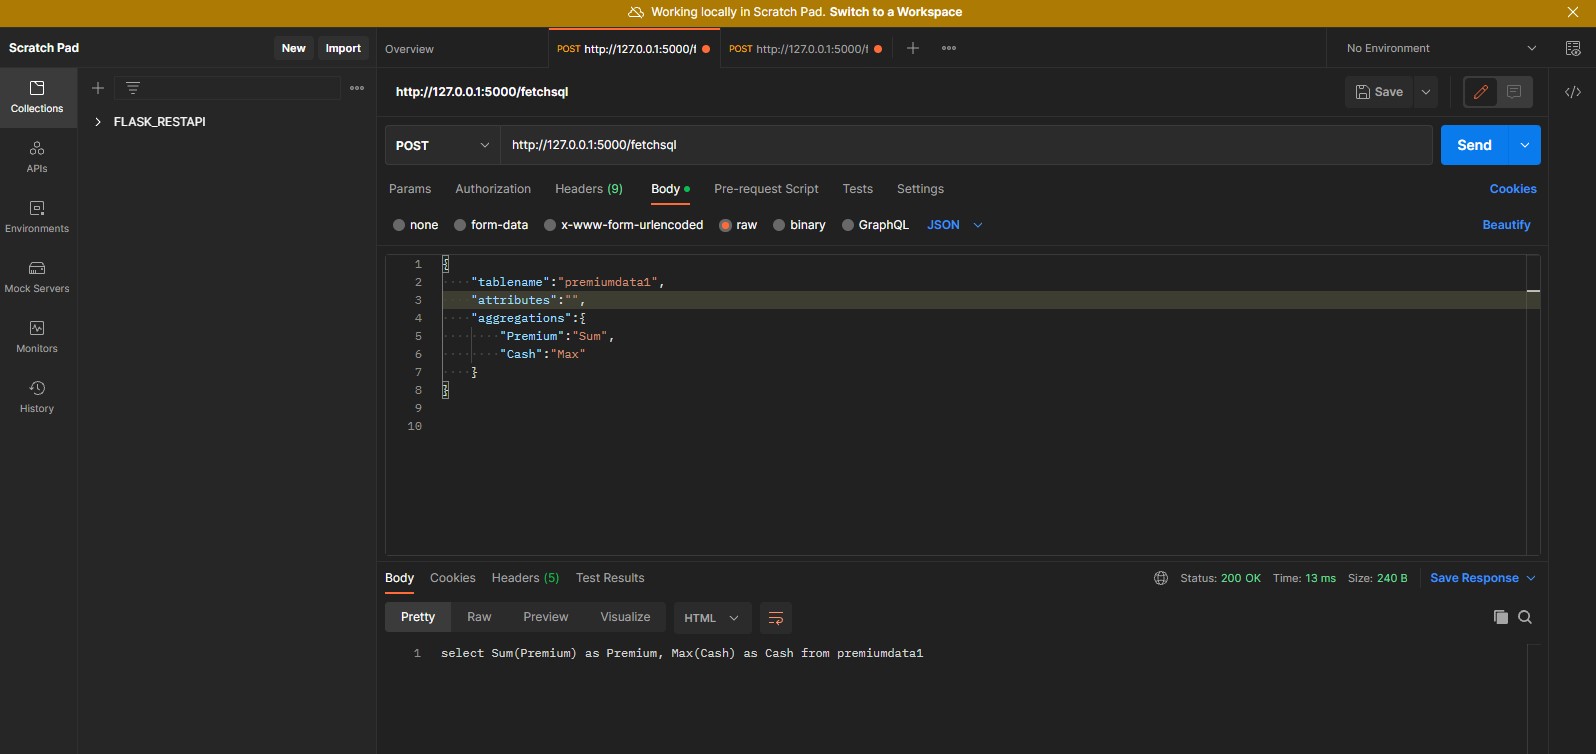 Working locally in Scratch Pad. Switch to a Workspace
Scratch Pad
New
Import
Overview
POST http://127.0.0.1:5000/f
POST http://127.0.0.1:5000/f
No Environment
Collections
APIs
Environments
Mock Servers
Monitors
History
FLASK_RESTAPI
http://127.0.0.1:5000/fetchsql
Save
POST
http://127.0.0.1:5000/fetchsql
Send
Params Authorization Headers (9) Body Pre-request Script Tests Settings
Cookies
none form-data x-www-form-urlencoded raw binary GraphQL JSON
Beautify
1 {
2 "tablename":"premiumdata1",
3 "attributes":"",
4 "aggregations":{
5 "Premium":"Sum",
6 "Cash":"Max"
7 }
8 }
9
10
Body Cookies Headers (5) Test Results
Status: 200 OK Time: 13 ms Size: 240 B
Save Response
Pretty Raw Preview Visualize HTML
1 select Sum(Premium) as Premium, Max(Cash) as Cash from premiumdata1